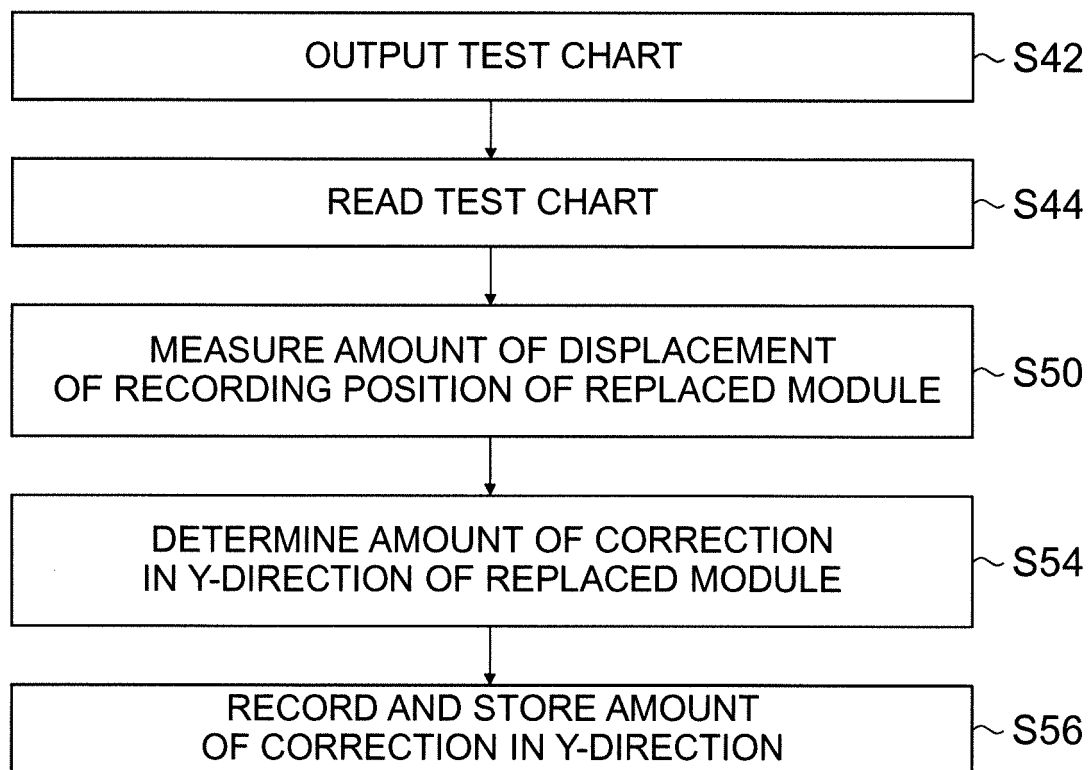 OUTPUT TEST CHART
S42
READ TEST CHART
S44
MEASURE AMOUNT OF DISPLACEMENT
OF RECORDING POSITION OF REPLACED MODULE
S50
DETERMINE AMOUNT OF CORRECTION
IN Y-DIRECTION OF REPLACED MODULE
S54
RECORD AND STORE AMOUNT
OF CORRECTION IN Y-DIRECTION
S56